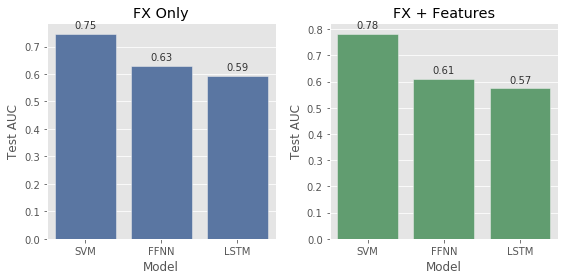 FX Only
0.75
0.63
0.59
0.7
0.6
0.5
0.4
0.3
0.2
0.1
0.0
Test AUC
SVM FFNN LSTM
Model
FX + Features
0.78
0.61
0.57
0.8
0.7
0.6
0.5
0.4
0.3
0.2
0.1
0.0
Test AUC
SVM FFNN LSTM
Model